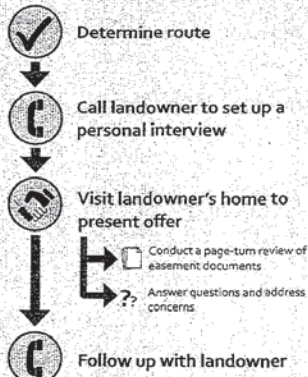 Determine route
Call landowner to set up a
personal interview
Visit landowner's home to
present offer
Conduct a page-turn review of
easement documents
?? Answer questions and address
concerns
Follow up with landowner